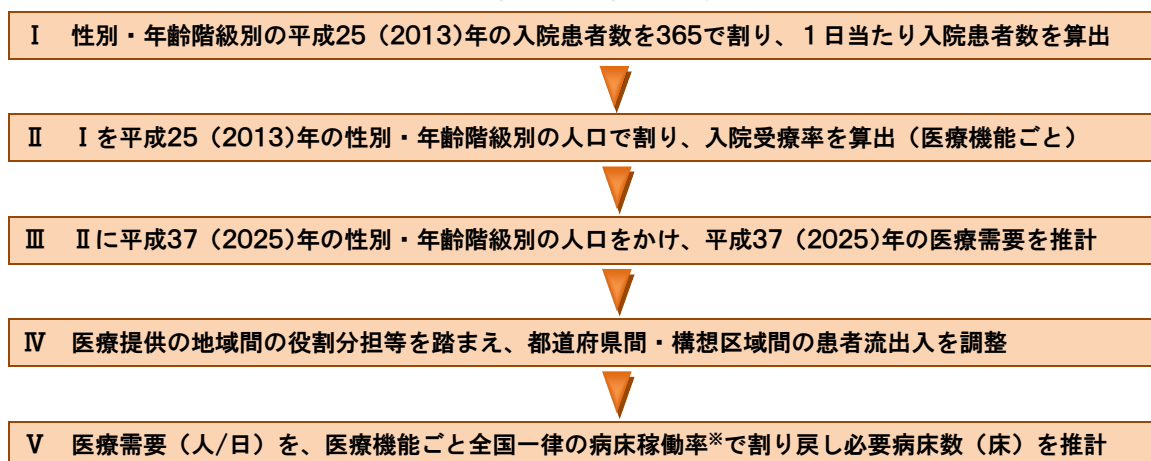 Ⅰ 性別・年齢階級別の平成25（2013)年の入院患者数を365で割り、１日当たり入院患者数を算出
Ⅱ Ⅰを平成25（2013)年の性別・年齢階級別の人口で割り、入院受療率を算出（医療機能ごと）
Ⅲ Ⅱに平成37（2025)年の性別・年齢階級別の人口をかけ、平成37（2025)年の医療需要を推計
Ⅳ 医療提供の地域間の役割分担等を踏まえ、都道府県間・構想区域間の患者流出入を調整
Ⅴ 医療需要（人/日）を、医療機能ごと全国一律の病床稼働率※で割り戻し必要病床数（床）を推計